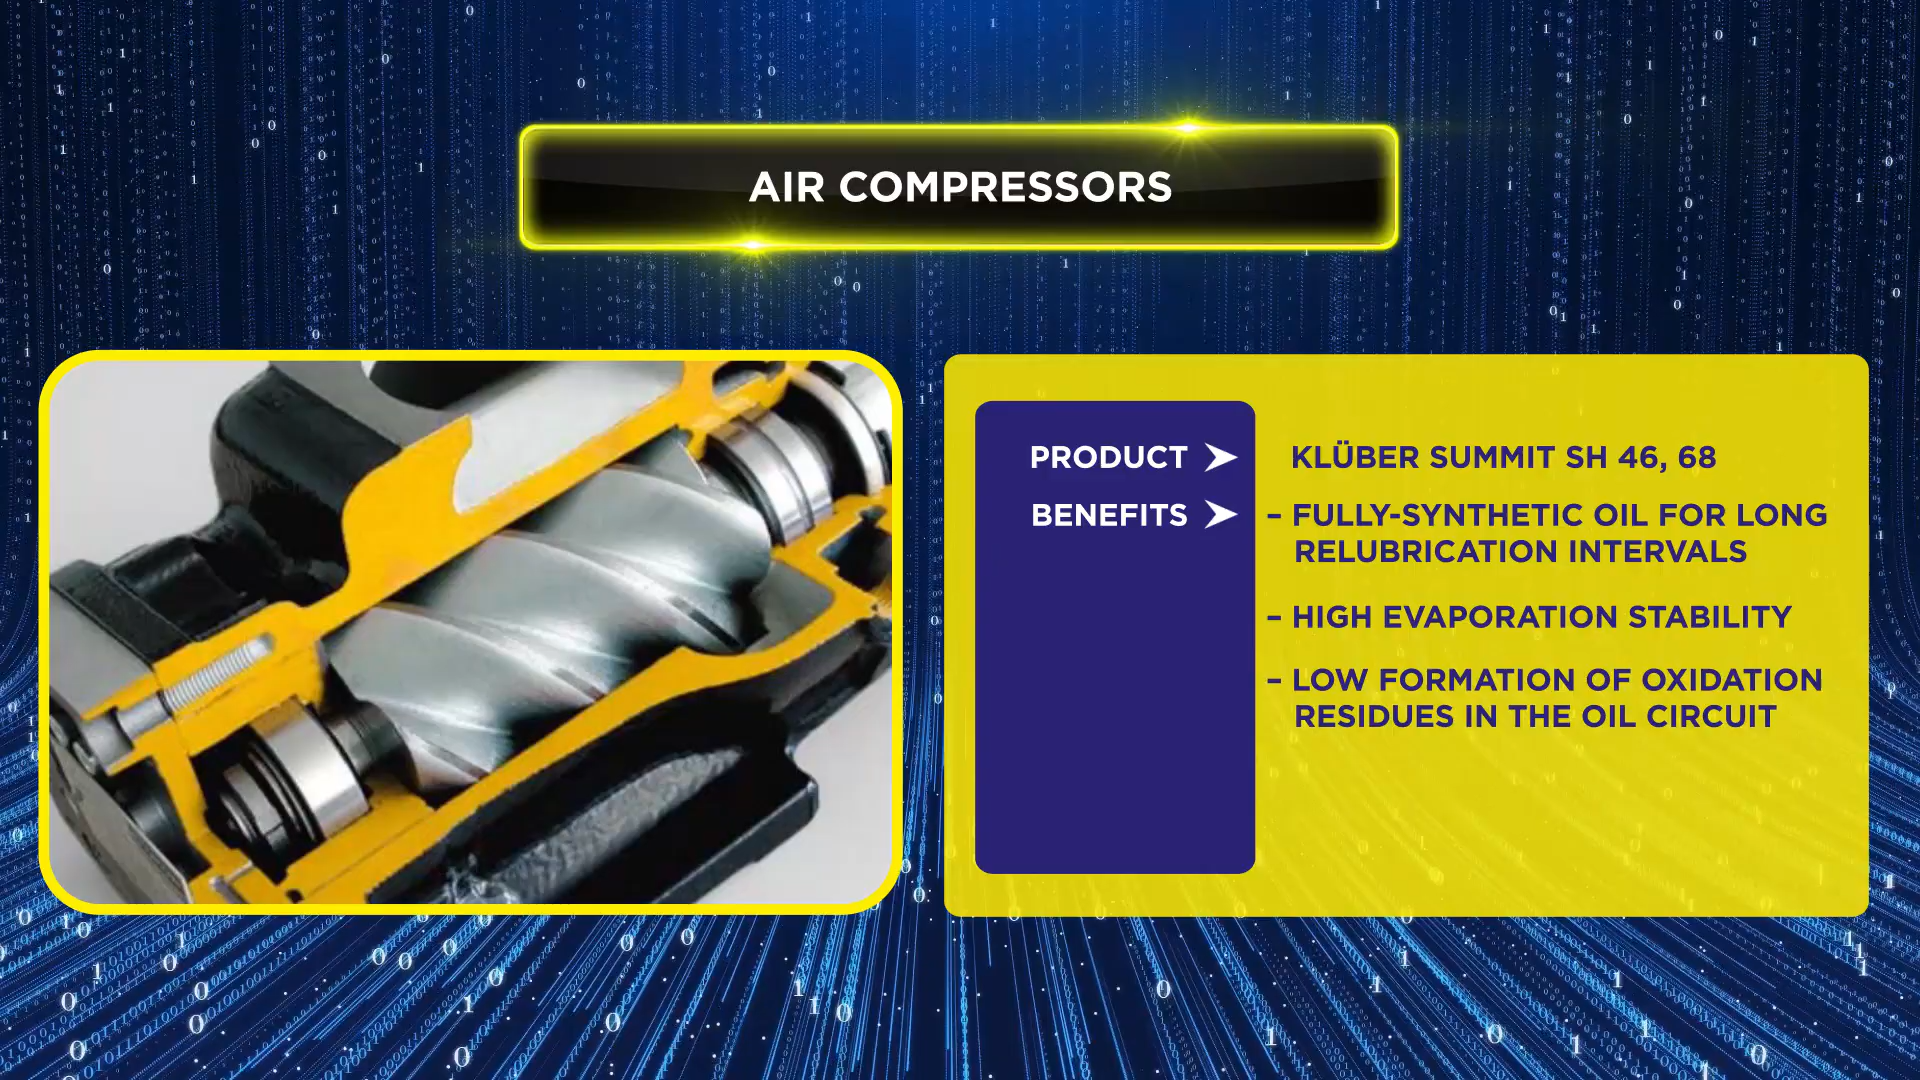 AIR COMPRESSORS
PRODUCT ➤ KLÜBER SUMMIT SH 46, 68
BENEFITS ➤ – FULLY-SYNTHETIC OIL FOR LONG
RELUBRICATION INTERVALS
– HIGH EVAPORATION STABILITY
– LOW FORMATION OF OXIDATION
RESIDUES IN THE OIL CIRCUIT